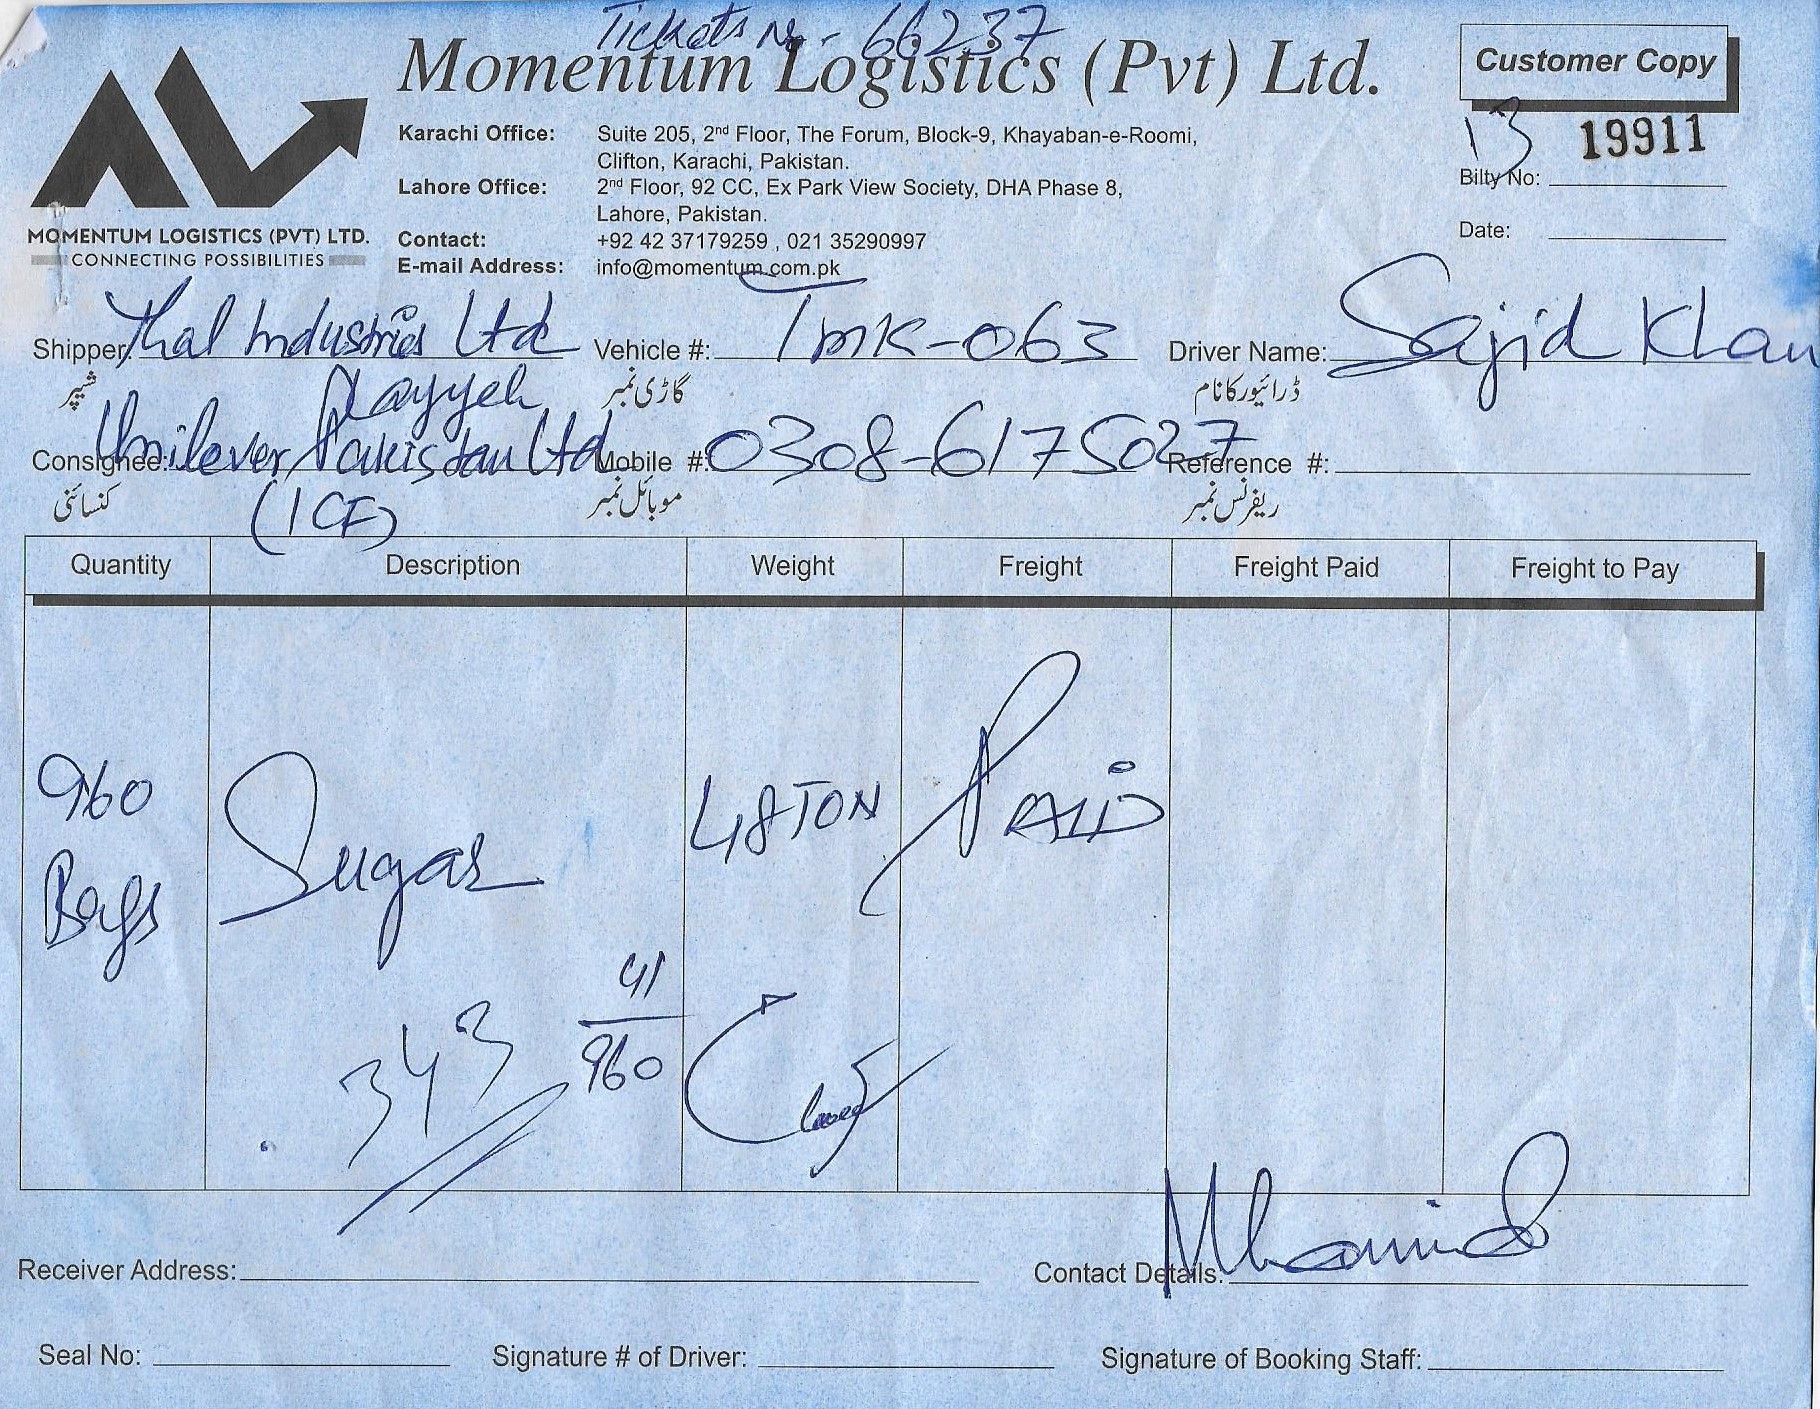 Tickets No - 66237
Momentum Logistics (Pvt) Ltd.
Customer Copy
MOMENTUM LOGISTICS (PVT) LTD.
CONNECTING POSSIBILITIES
Karachi Office: Suite 205, 2nd Floor, The Forum, Block-9, Khayaban-e-Roomi,
Clifton, Karachi, Pakistan.
Lahore Office: 2nd Floor, 92 CC, Ex Park View Society, DHA Phase 8,
Lahore, Pakistan.
Contact: +92 42 37179259 , 021 35290997
E-mail Address: info@momentum.com.pk
13 19911
Bilty No:
Date:
Shipper: Thal Industries Ltd Vehicle #: TMK-063 Driver Name: Sajid Khan
شیپر گاڑی نمبر ڈرائیور کا نام
Layyah
Consignee: Unilever Pakistan Ltd Mobile #: 0308-6175027 Reference #:
کنسائنی موبائل نمبر ریفرنس نمبر
(ICF)
Quantity Description Weight Freight Freight Paid Freight to Pay
960 Bags Sugar 48 TON PAID
41
960
343
Receiver Address: Contact Details:
Seal No: Signature # of Driver: Signature of Booking Staff: